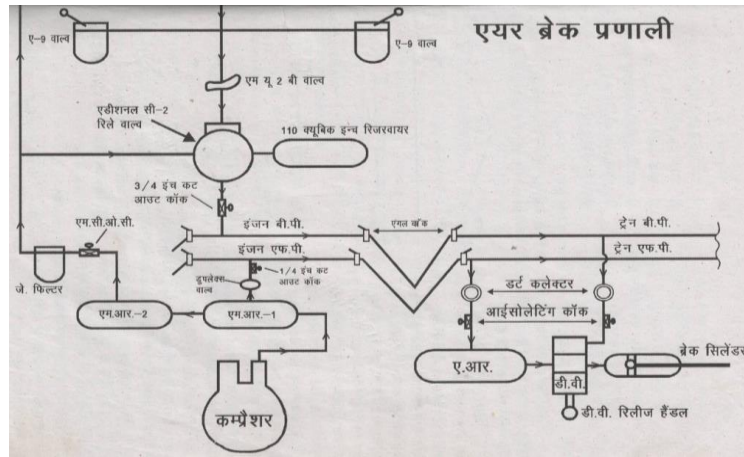 एयर ब्रेक प्रणाली
ए-9 वाल्व
ए-9 वाल्व
एम यू 2 बी वाल्व
एडीशनल सी-2
रिले वाल्व
110 क्यूबिक इन्च रिजरवायर
3/4 इंच कट
आउट कॉक
एम.सी.ओ.सी.
इंजन बी.पी.
एंगल कॉक
ट्रेन बी.पी.
इंजन एफ.पी.
ट्रेन एफ.पी.
1/4 इंच कट
आउट कॉक
डुपलेक्स
वाल्व
जे. फिल्टर
डर्ट कलेक्टर
एम.आर.-2
एम.आर.-1
आईसोलेटिंग कॉक
ब्रेक सिलेंडर
ए.आर.
डी.वी.
कम्प्रैशर
डी.वी. रिलीज हैंडल